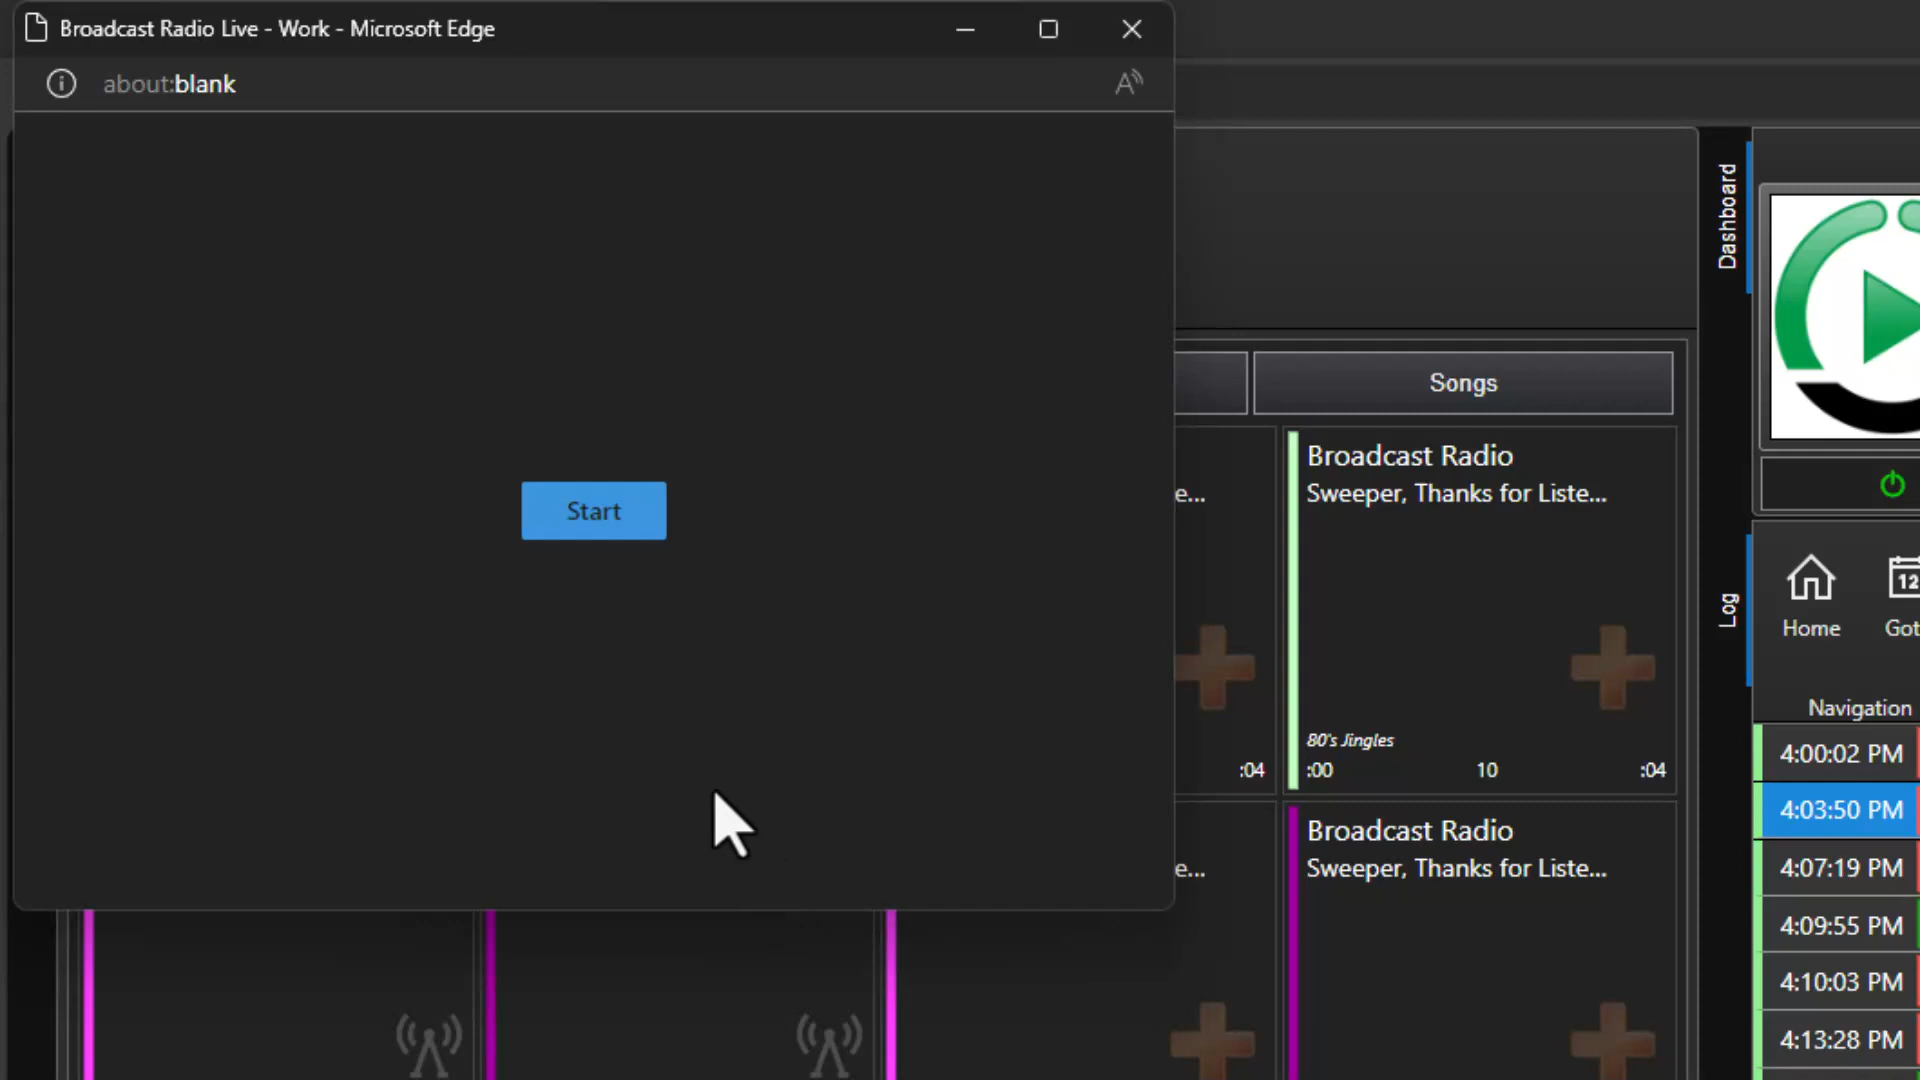 Broadcast Radio Live - Work - Microsoft Edge
about:blank
Start
Songs
Dashboard
e...
:04
Broadcast Radio
Sweeper, Thanks for Liste...
80's Jingles
:00 10 :04
e...
Broadcast Radio
Sweeper, Thanks for Liste...
Log
12
Home Got
Navigation
4:00:02 PM
4:03:50 PM
4:07:19 PM
4:09:55 PM
4:10:03 PM
4:13:28 PM